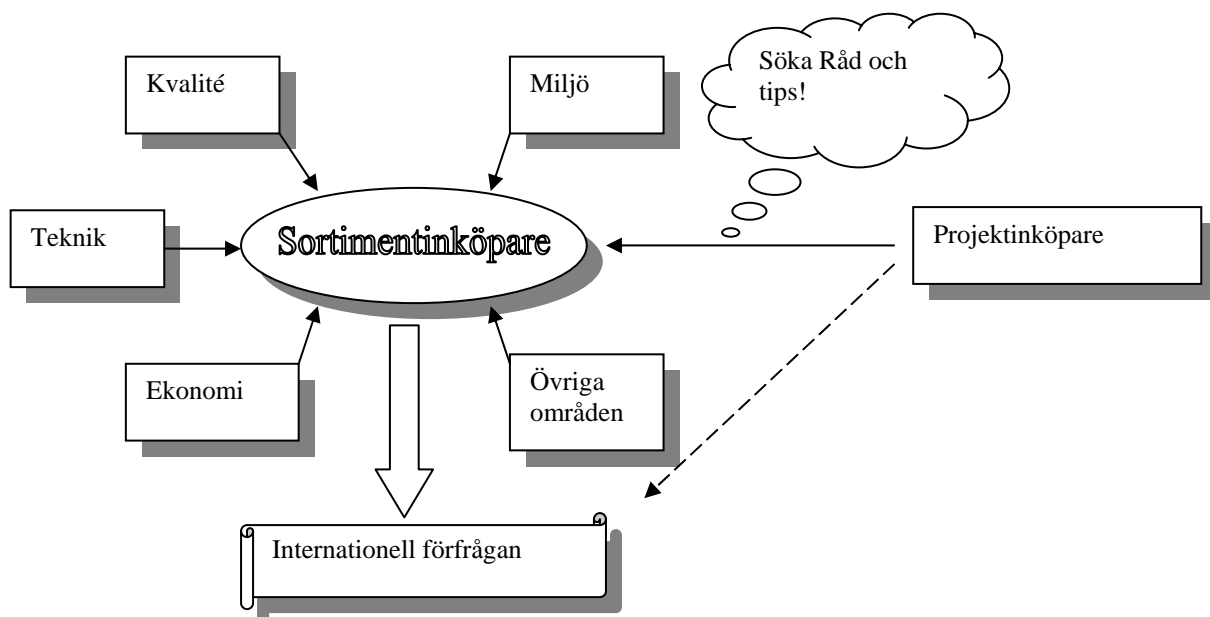 Kvalité
Miljö
Söka Råd och
tips!
Teknik
Sortimentinköpare
Projektinköpare
Ekonomi
Övriga
områden
Internationell förfrågan